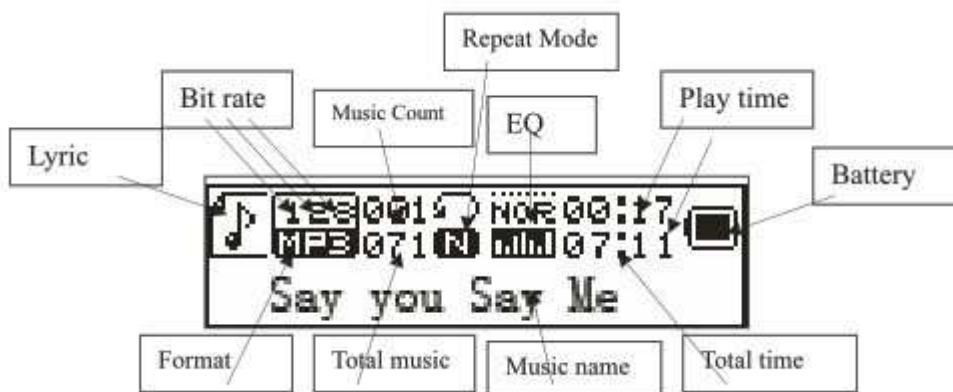 Repeat Mode
Bit rate
Music Count
EQ
Play time
Lyric
Battery
128 001 NOR 00:17
MP3 071 N 07:11
Say you Say Me
Format
Total music
Music name
Total time